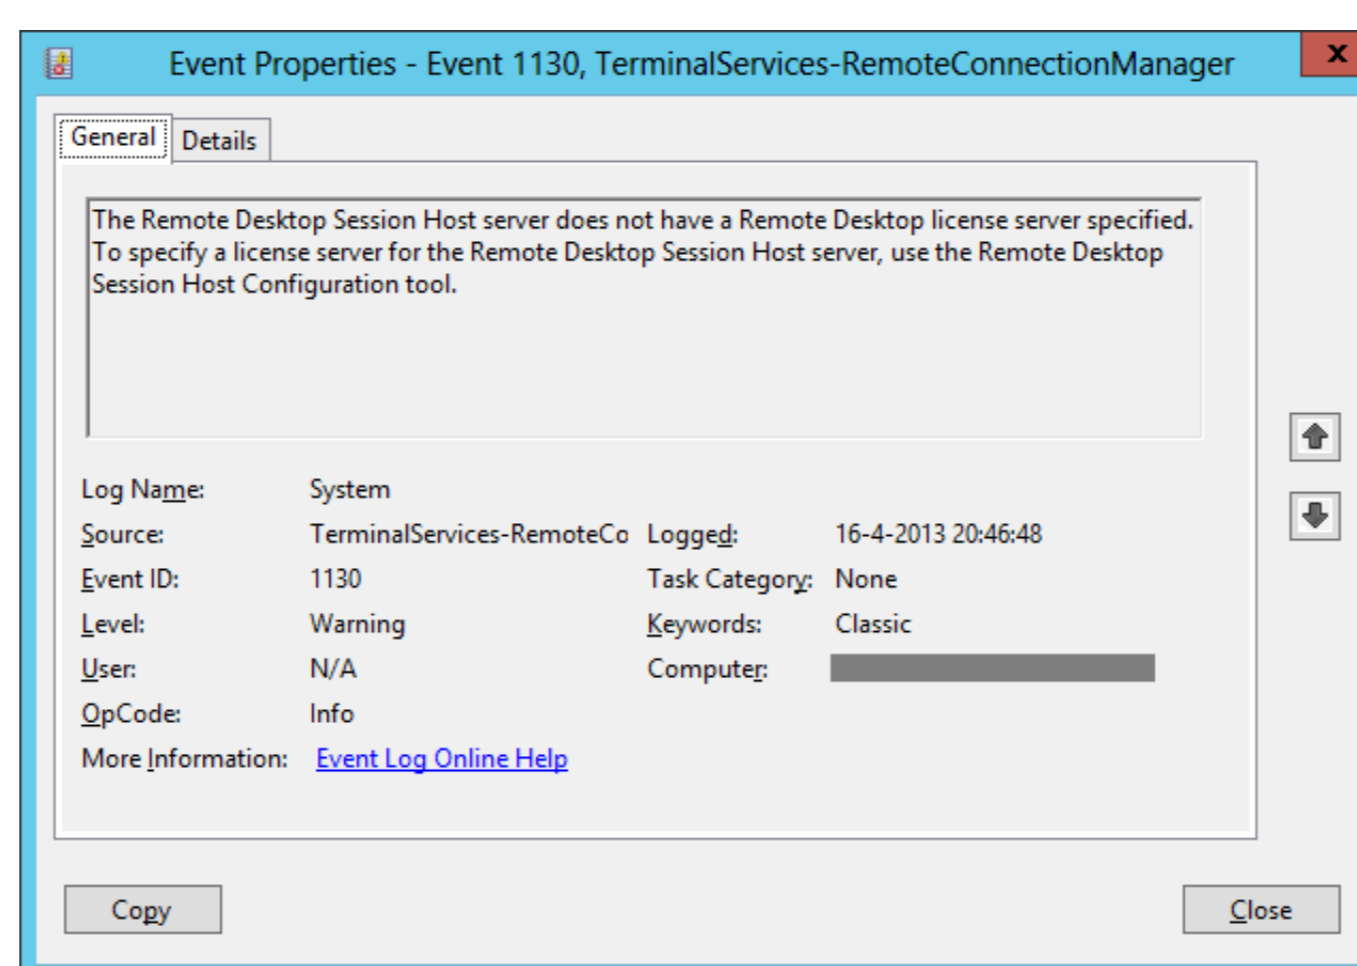 Event Properties - Event 1130, TerminalServices-RemoteConnectionManager
x
General
Details
The Remote Desktop Session Host server does not have a Remote Desktop license server specified.
To specify a license server for the Remote Desktop Session Host server, use the Remote Desktop
Session Host Configuration tool.
Log Name: System
Source: TerminalServices-RemoteCo Logged: 16-4-2013 20:46:48
Event ID: 1130 Task Category: None
Level: Warning Keywords: Classic
User: N/A Computer:
OpCode: Info
More Information: Event Log Online Help
Copy
Close